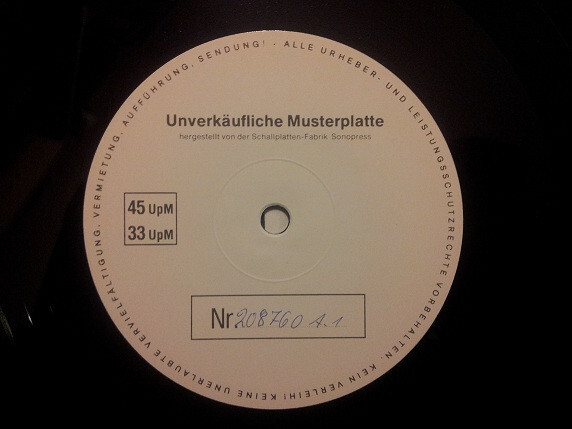 Unverkäufliche Musterplatte
hergestellt von der Schallplatten-Fabrik Sonopress
45 UpM
33 UpM
Nr 208760 A.1
ALLE URHEBER- UND LEISTUNGSSCHUTZRECHTE VORBEHALTEN. KEIN VERLEIH! KEINE UNERLAUBTE VERVIELFÄLTIGUNG, VERMIETUNG, AUFFÜHRUNG, SENDUNG! -